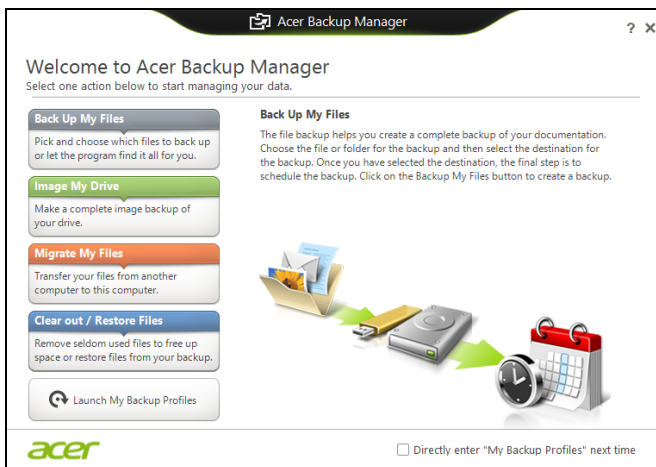 Acer Backup Manager
? X
Welcome to Acer Backup Manager
Select one action below to start managing your data.
Back Up My Files
Pick and choose which files to back up
or let the program find it all for you.
Image My Drive
Make a complete image backup of
your drive.
Migrate My Files
Transfer your files from another
computer to this computer.
Clear out / Restore Files
Remove seldom used files to free up
space or restore files from your backup.
Launch My Backup Profiles
Back Up My Files
The file backup helps you create a complete backup of your documentation.
Choose the file or folder for the backup and then select the destination for
the backup. Once you have selected the destination, the final step is to
schedule the backup. Click on the Backup My Files button to create a backup.
acer
Directly enter "My Backup Profiles" next time